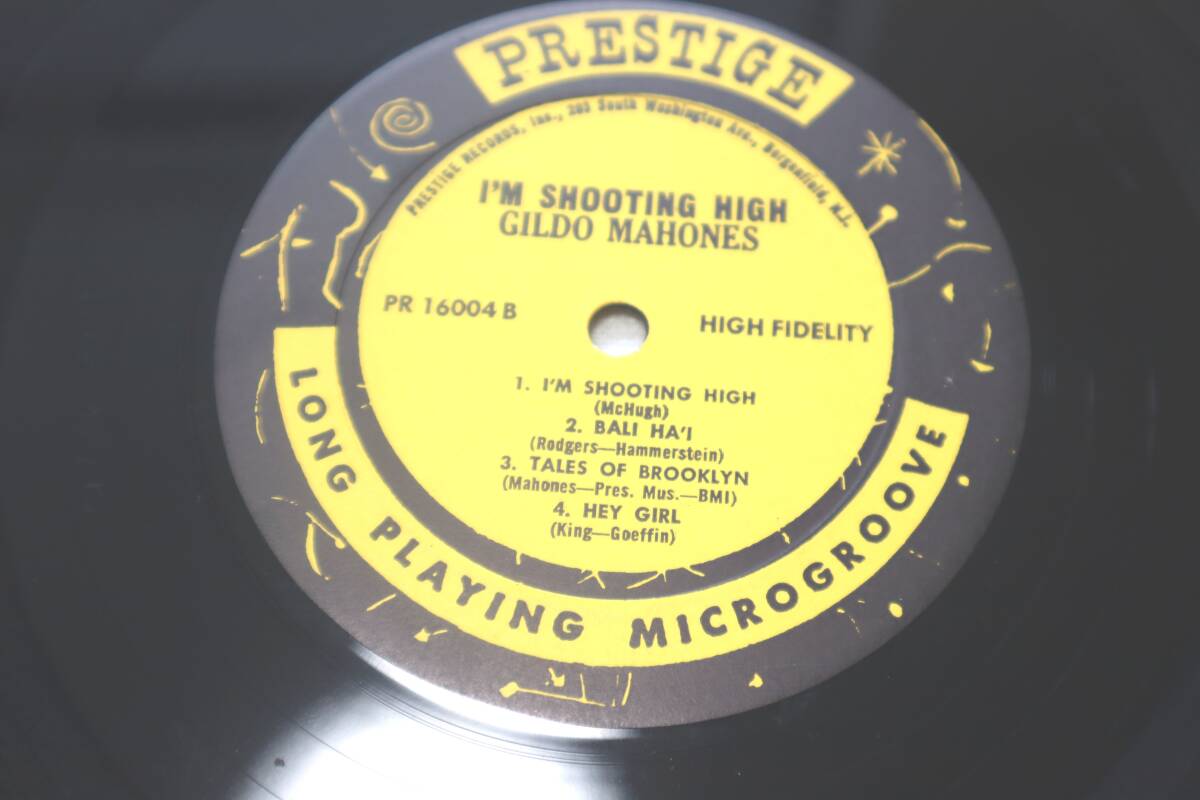 PRESTIGE
PRESTIGE RECORDS, Inc., 203 South Washington Ave., Bergenfield, N.J.
I'M SHOOTING HIGH
GILDO MAHONES
PR 16004 B
HIGH FIDELITY
1. I'M SHOOTING HIGH
(McHugh)
2. BALI HA'I
(Rodgers—Hammerstein)
3. TALES OF BROOKLYN
(Mahones—Pres. Mus.—BMI)
4. HEY GIRL
(King—Goeffin)
LONG PLAYING MICROGROOVE